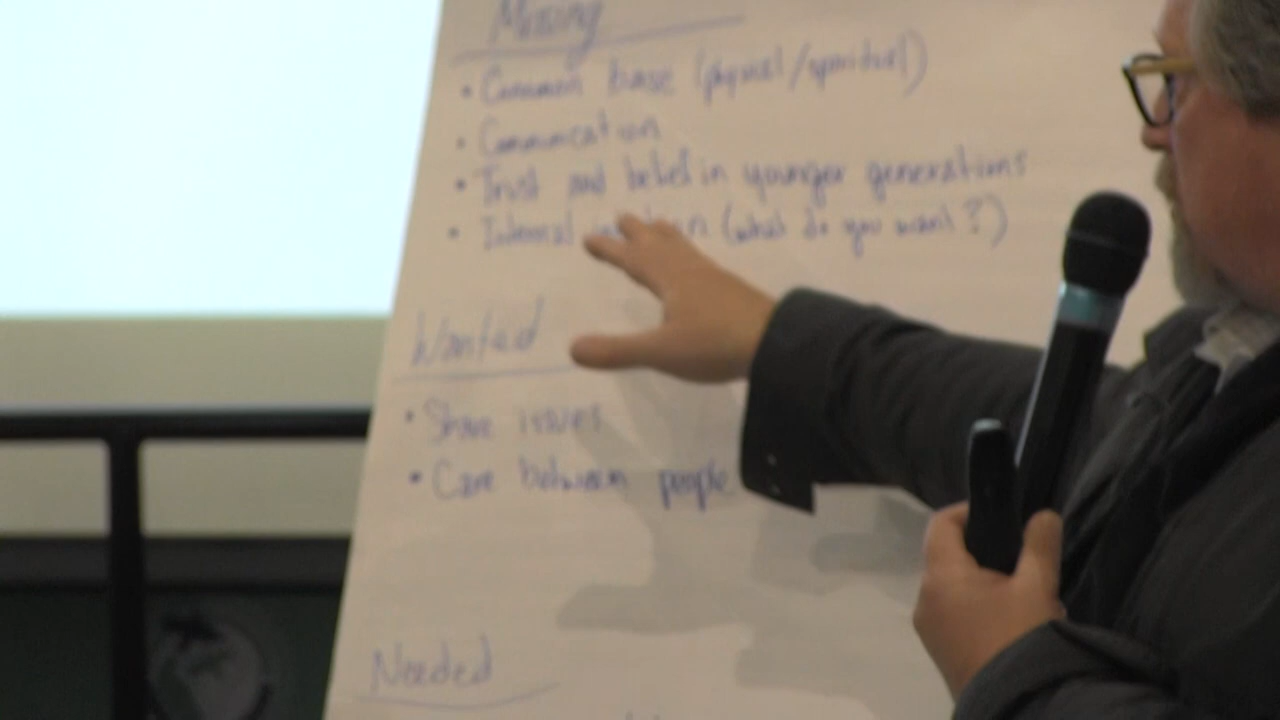 Missing
• Common base (physical/spiritual)
• Communication
• Trust and belief in younger generations
• Internal (what do you want?)
Wanted
• Share issues
• Care between people
Needed